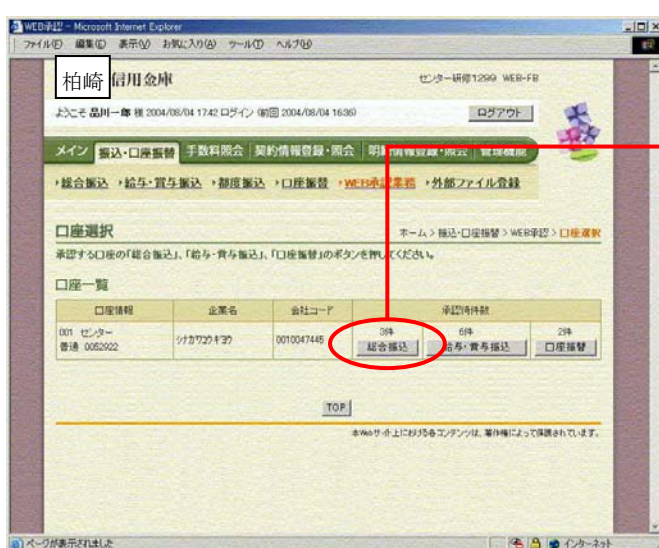 WEB承認 - Microsoft Internet Explorer
ファイル(F) 編集(E) 表示(V) お気に入り(A) ツール(T) ヘルプ(H)
柏崎信用金庫
センター研修1299 WEB-FB
ようこそ 品川一郎 様 2004/08/04 17:42 ログイン (前回 2004/08/04 16:36)
ログアウト
メイン 振込・口座振替 手数料照会 契約情報登録・照会 明細情報登録・照会 管理機能
総合振込 給与・賞与振込 都度振込 口座振替 WEB承認業務 外部ファイル登録
口座選択
ホーム > 振込・口座振替 > WEB承認 > 口座選択
承認する口座の「総合振込」、「給与・賞与振込」、「口座振替」のボタンを押してください。
口座一覧
口座情報 企業名 会社コード 承認待件数
001 センター
普通 0052922
シナガワコウギヨウ
0010047445
3件 6件 2件
総合振込 給与・賞与振込 口座振替
TOP
本Webサイト上における各コンテンツは、著作権によって保護されています。
ページが表示されました
インターネット